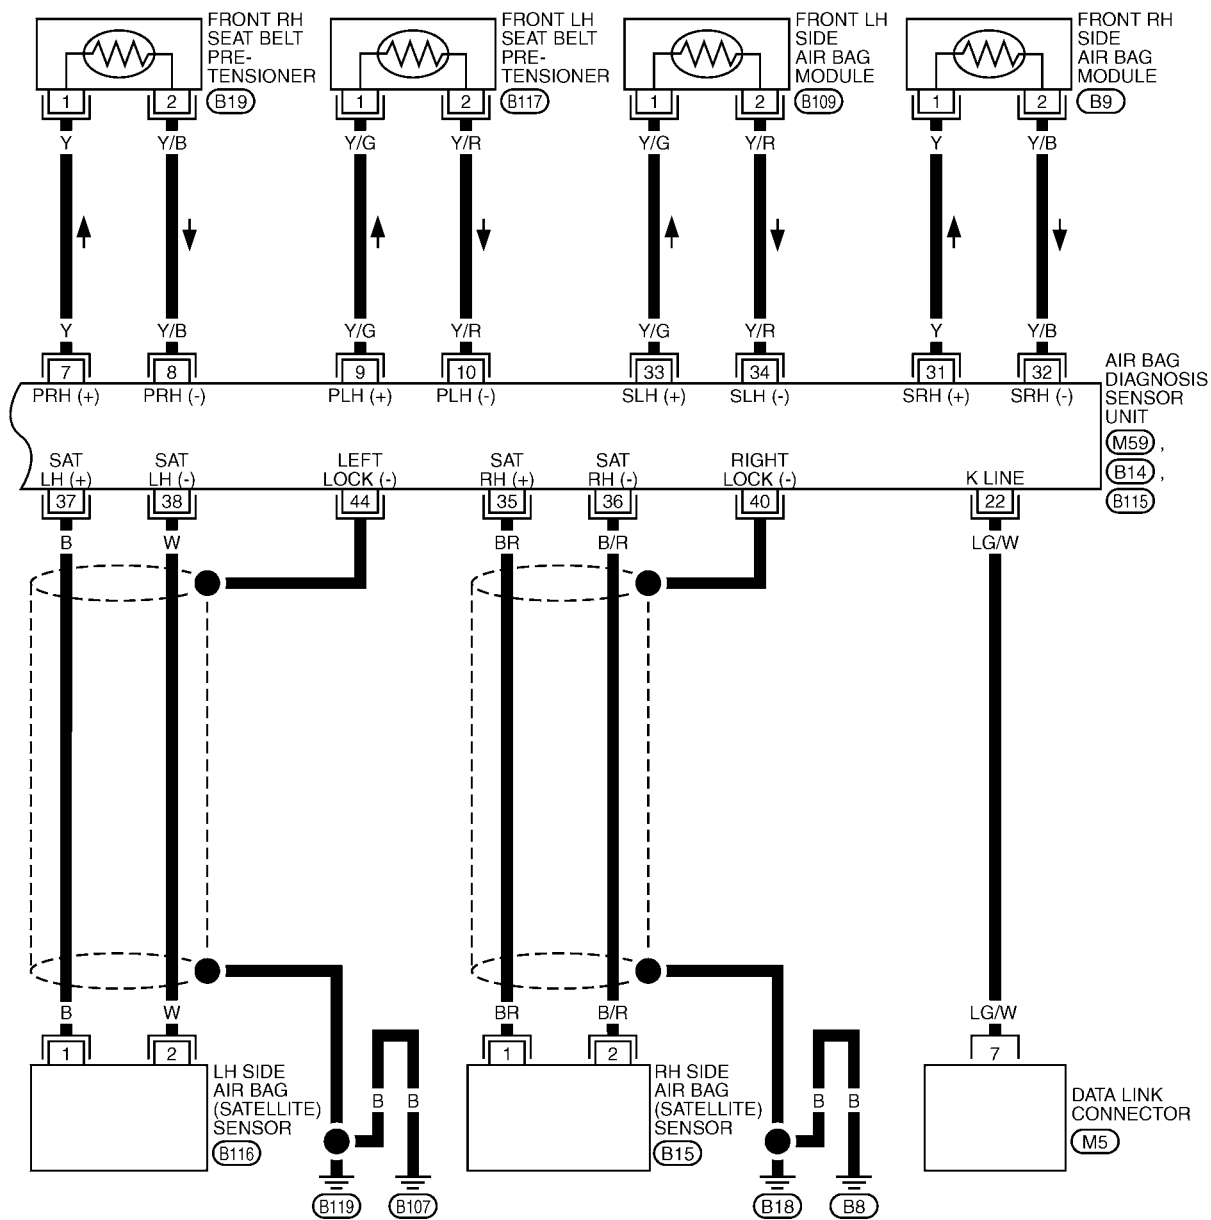 FRONT RH
SEAT BELT
PRE-
TENSIONER
B19
FRONT LH
SEAT BELT
PRE-
TENSIONER
B117
FRONT LH
SIDE
AIR BAG
MODULE
B109
FRONT RH
SIDE
AIR BAG
MODULE
B9
1 2 1 2 1 2 1 2
Y Y/B Y/G Y/R Y/G Y/R Y Y/B
Y Y/B Y/G Y/R Y/G Y/R Y Y/B
7 8 9 10 33 34 31 32
PRH (+) PRH (-) PLH (+) PLH (-) SLH (+) SLH (-) SRH (+) SRH (-)
AIR BAG
DIAGNOSIS
SENSOR
UNIT
M59 ,
B14 ,
B115
SAT
LH (+)
SAT
LH (-)
LEFT
LOCK (-)
SAT
RH (+)
SAT
RH (-)
RIGHT
LOCK (-)
K LINE
37 38 44 35 36 40 22
B W BR B/R LG/W
B W BR B/R LG/W
1 2 1 2 7
LH SIDE
AIR BAG
(SATELLITE)
SENSOR
B116
B B
B119 B107
RH SIDE
AIR BAG
(SATELLITE)
SENSOR
B15
B B
B18 B8
DATA LINK
CONNECTOR
M5